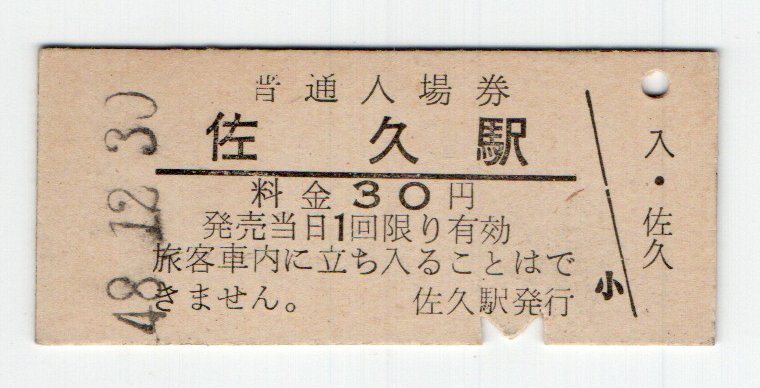 普通入場券
佐久駅
料金30円
発売当日1回限り有効
旅客車内に立ち入ることはで
きません。 佐久駅発行
48.12.30
小
入・佐久